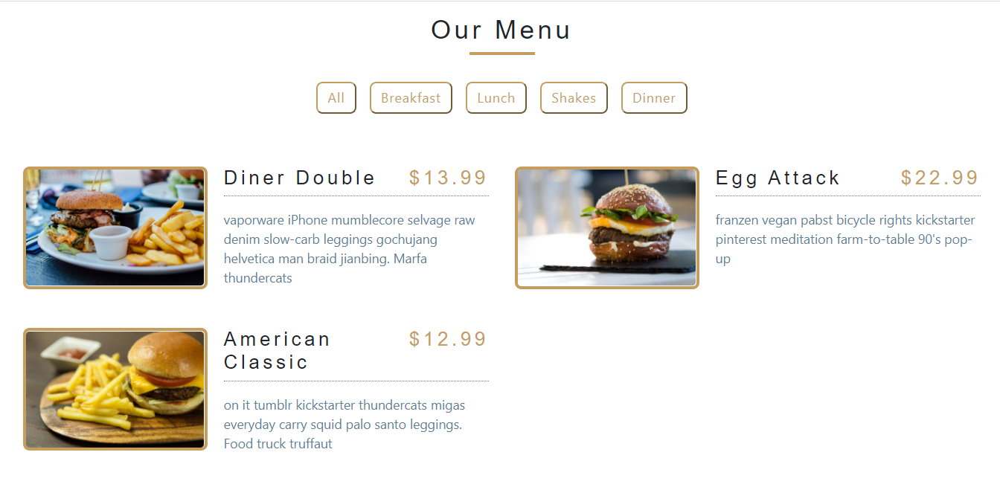 Our Menu
All Breakfast Lunch Shakes Dinner
Diner Double $13.99
vaporware iPhone mumblecore selvage raw
denim slow-carb leggings gochujang
helvetica man braid jianbing. Marfa
thundercats
Egg Attack $22.99
franzen vegan pabst bicycle rights kickstarter
pinterest meditation farm-to-table 90's pop-
up
American $12.99
Classic
on it tumblr kickstarter thundercats migas
everyday carry squid palo santo leggings.
Food truck truffaut